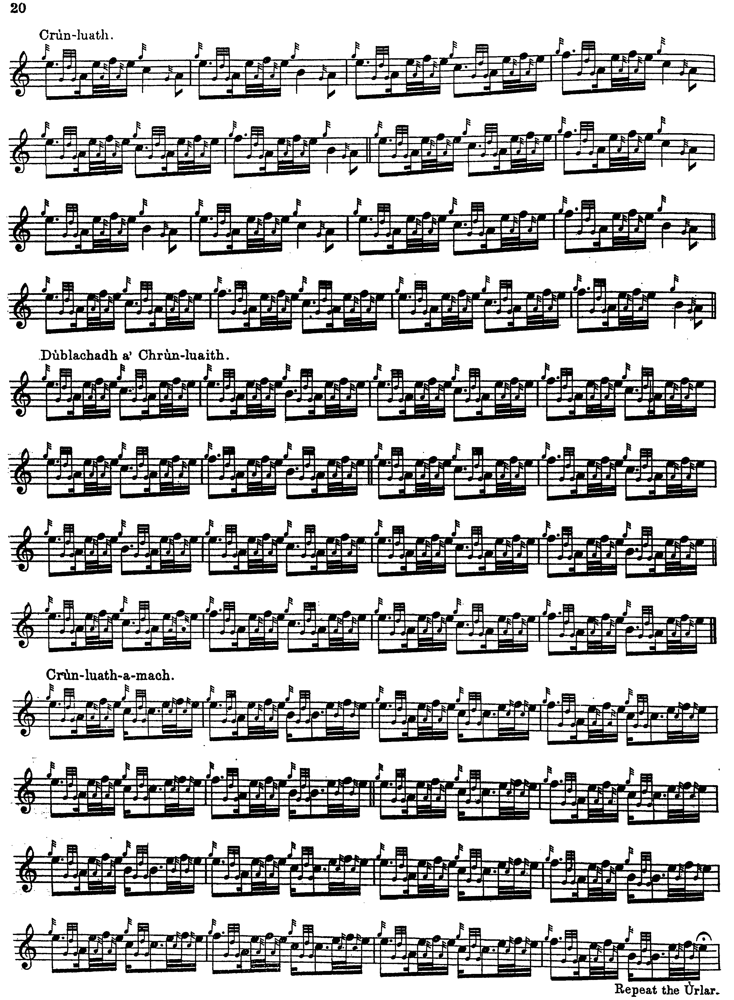 20
Crùn-luath.
Dùblachadh a’ Chrùn-luaith.
Crùn-luath-a-mach.
Repeat the Ùrlar.